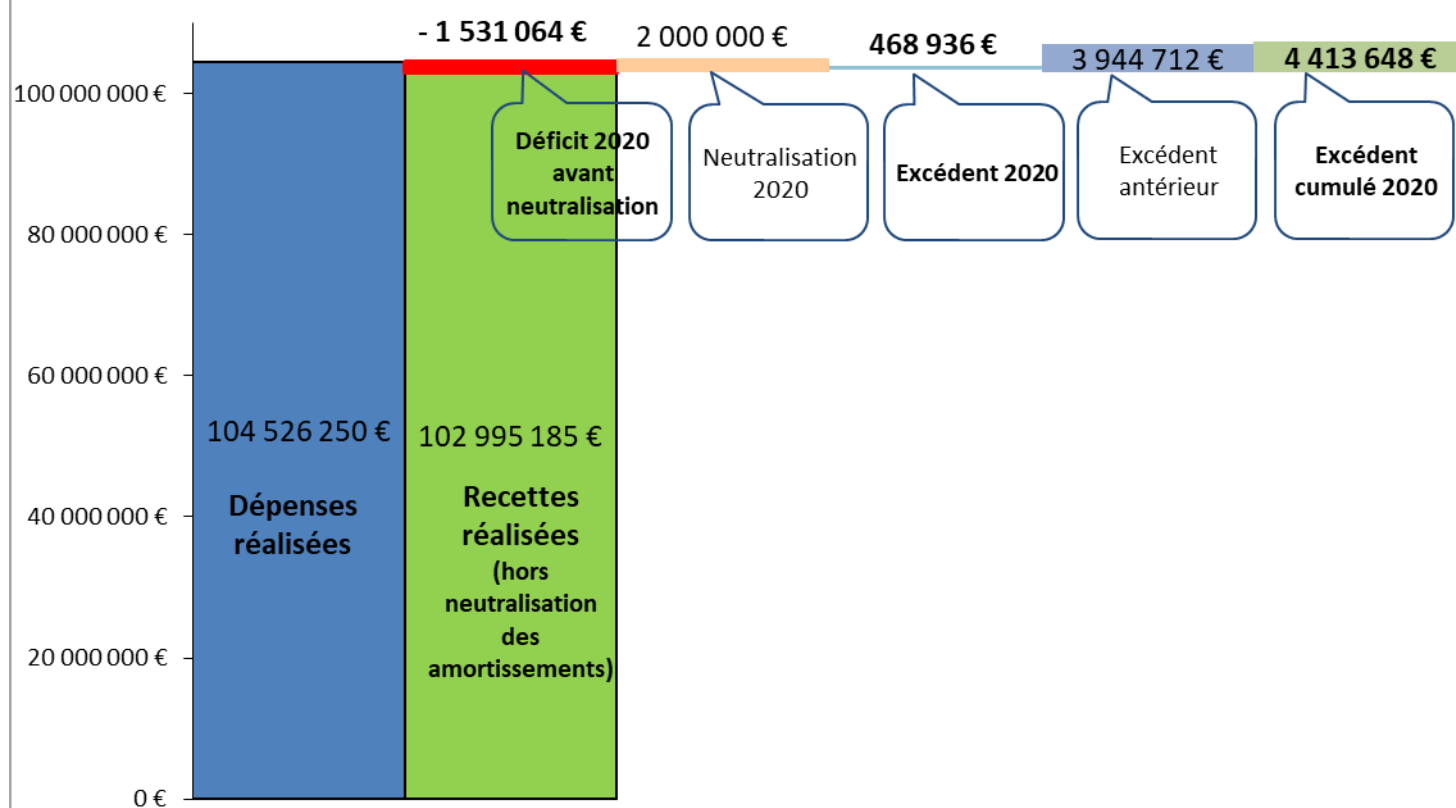 - 1 531 064 €
2 000 000 €
468 936 €
3 944 712 €
4 413 648 €
100 000 000 €
80 000 000 €
60 000 000 €
40 000 000 €
20 000 000 €
0 €
Déficit 2020
avant
neutralisation
Neutralisation
2020
Excédent 2020
Excédent
antérieur
Excédent
cumulé 2020
104 526 250 €
Dépenses
réalisées
102 995 185 €
Recettes
réalisées
(hors
neutralisation
des
amortissements)